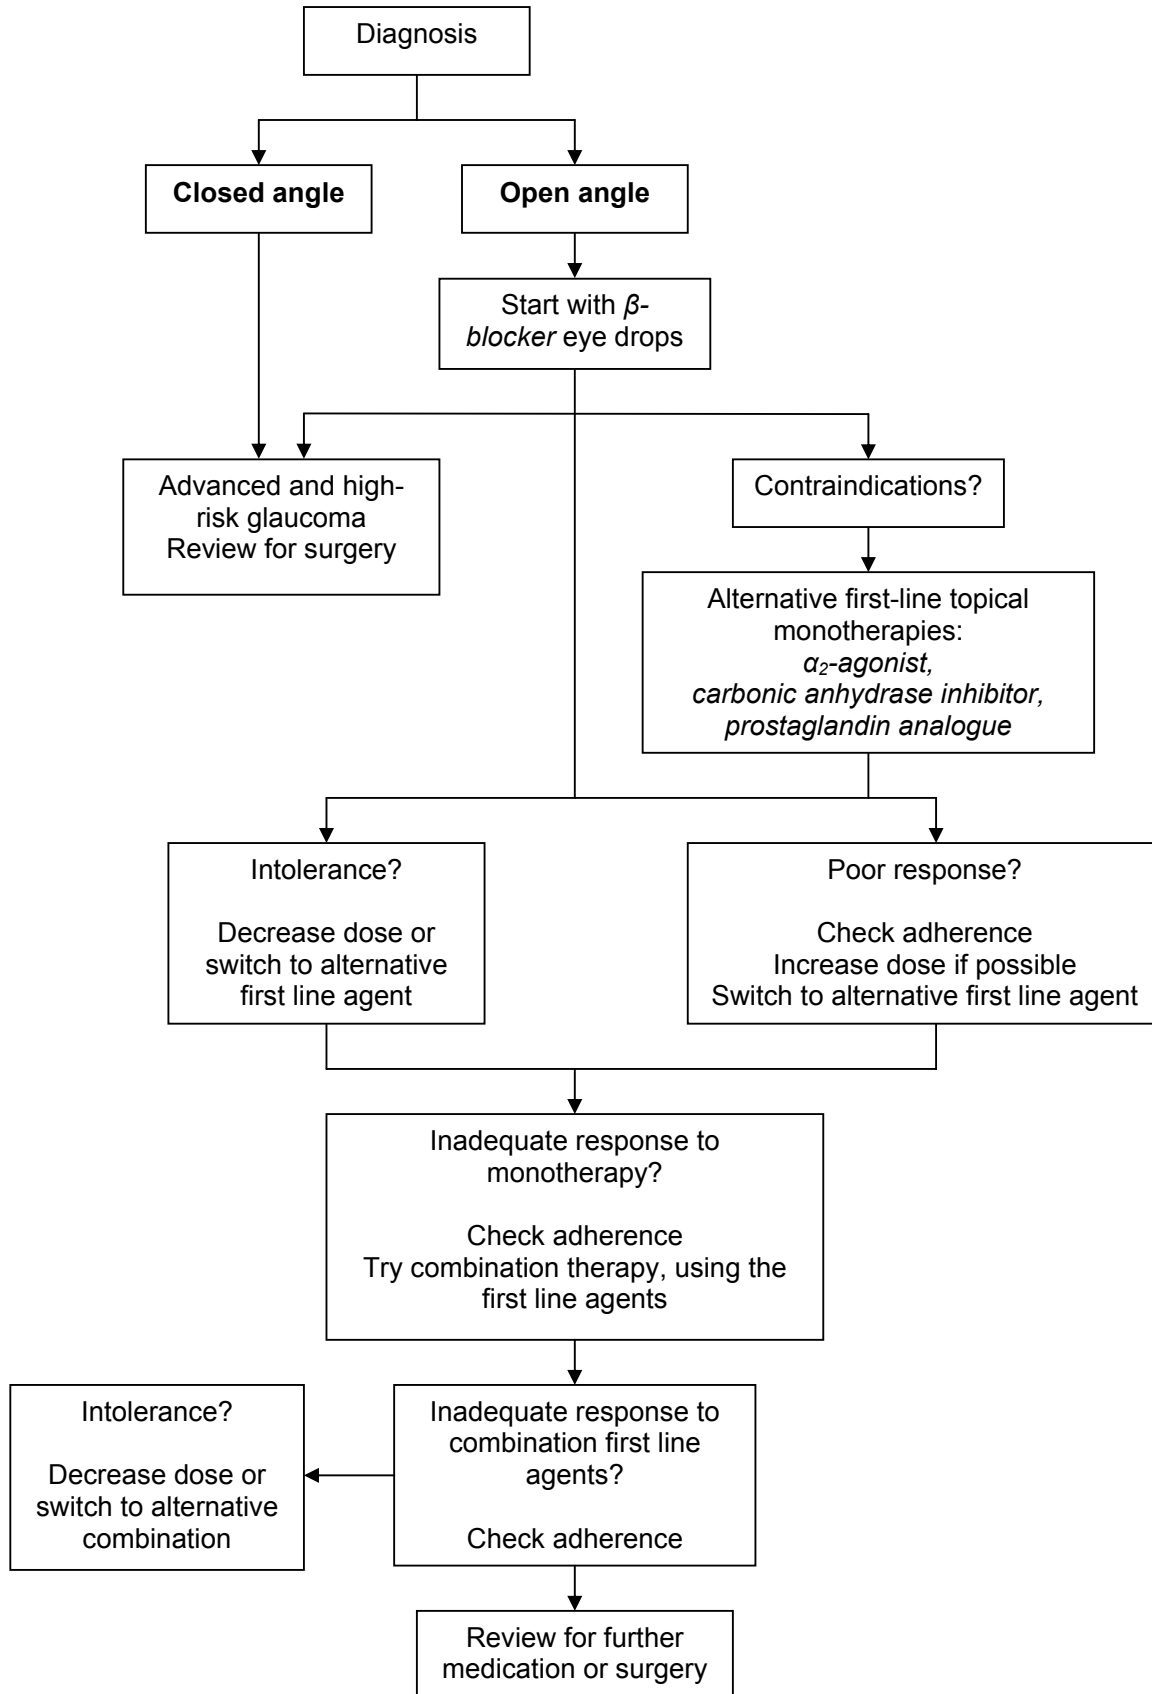 Diagnosis
Closed angle
Open angle
Start with β-
blocker eye drops
Advanced and high-
risk glaucoma
Review for surgery
Contraindications?
Alternative first-line topical
monotherapies:
α₂-agonist,
carbonic anhydrase inhibitor,
prostaglandin analogue
Intolerance?
Decrease dose or
switch to alternative
first line agent
Poor response?
Check adherence
Increase dose if possible
Switch to alternative first line agent
Inadequate response to
monotherapy?
Check adherence
Try combination therapy, using the
first line agents
Intolerance?
Decrease dose or
switch to alternative
combination
Inadequate response to
combination first line
agents?
Check adherence
Review for further
medication or surgery